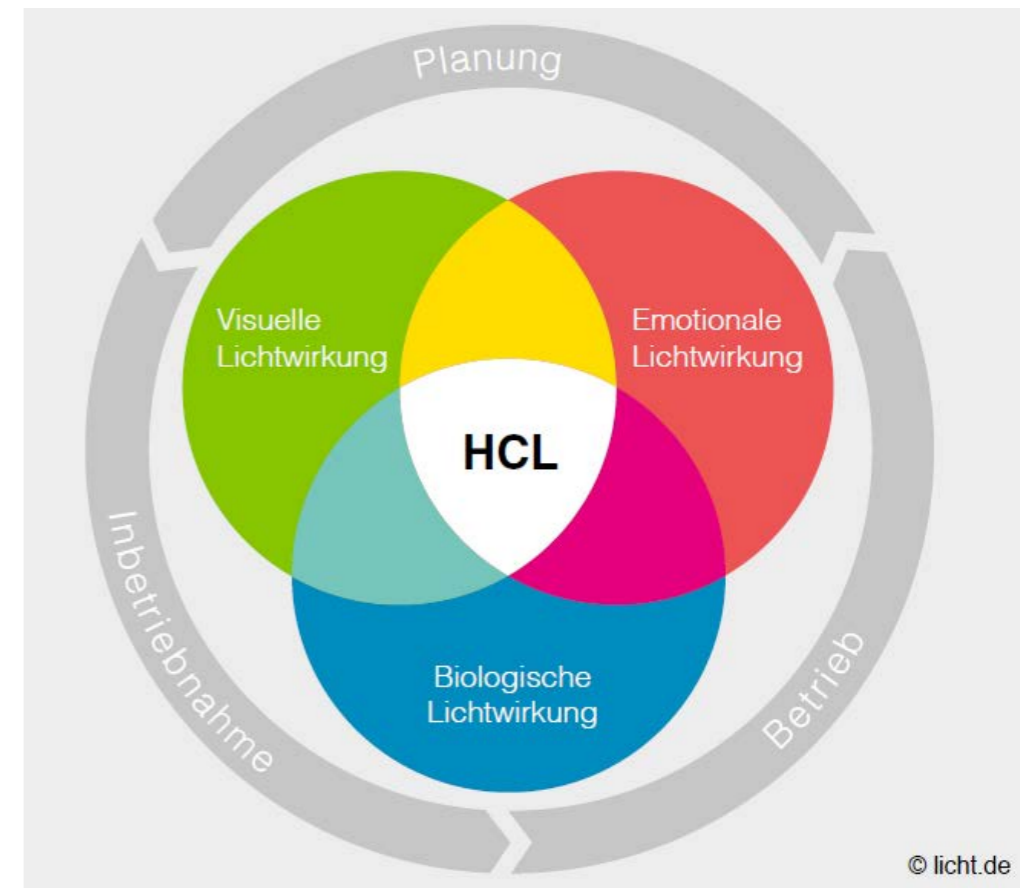 Planung
Visuelle
Lichtwirkung
Emotionale
Lichtwirkung
HCL
Inbetriebnahme
Biologische
Lichtwirkung
Betrieb
© licht.de